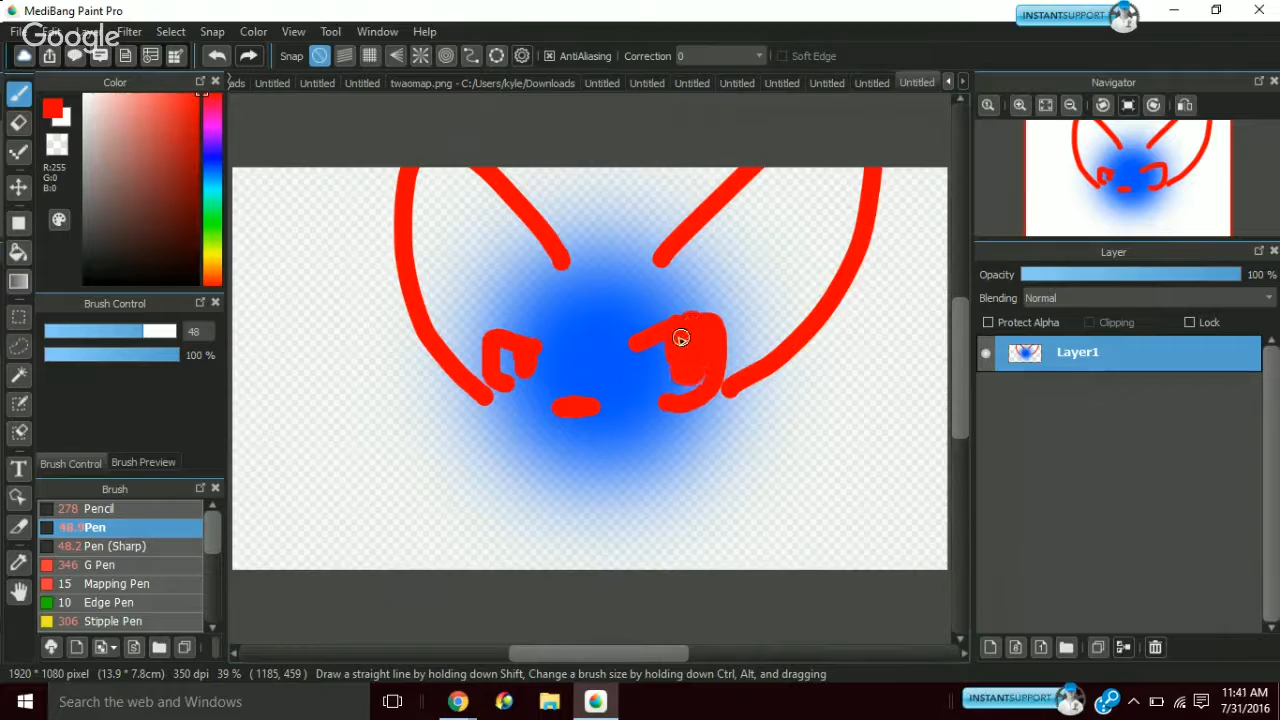 MediBang Paint Pro
INSTANTSUPPORT
File Edit Layer Filter Select Snap Color View Tool Window Help
Google
Snap AntiAliasing Correction 0 Soft Edge
Color
ds Untitled Untitled Untitled twaomap.png - C:/Users/kyle/Downloads Untitled Untitled Untitled Untitled Untitled Untitled Untitled Untitled
Navigator
R:255
G:0
B:0
Layer
Opacity 100 %
Blending Normal
Protect Alpha Clipping Lock
Layer1
Brush Control
48
100 %
Brush Control Brush Preview
Brush
278 Pencil
48.9 Pen
48.2 Pen (Sharp)
346 G Pen
15 Mapping Pen
10 Edge Pen
306 Stipple Pen
1920 * 1080 pixel (13.9 * 7.8cm) 350 dpi 39 % ( 1185, 459 ) Draw a straight line by holding down Shift, Change a brush size by holding down Ctrl, Alt, and dragging
Search the web and Windows
INSTANTSUPPORT
11:41 AM
7/31/2016